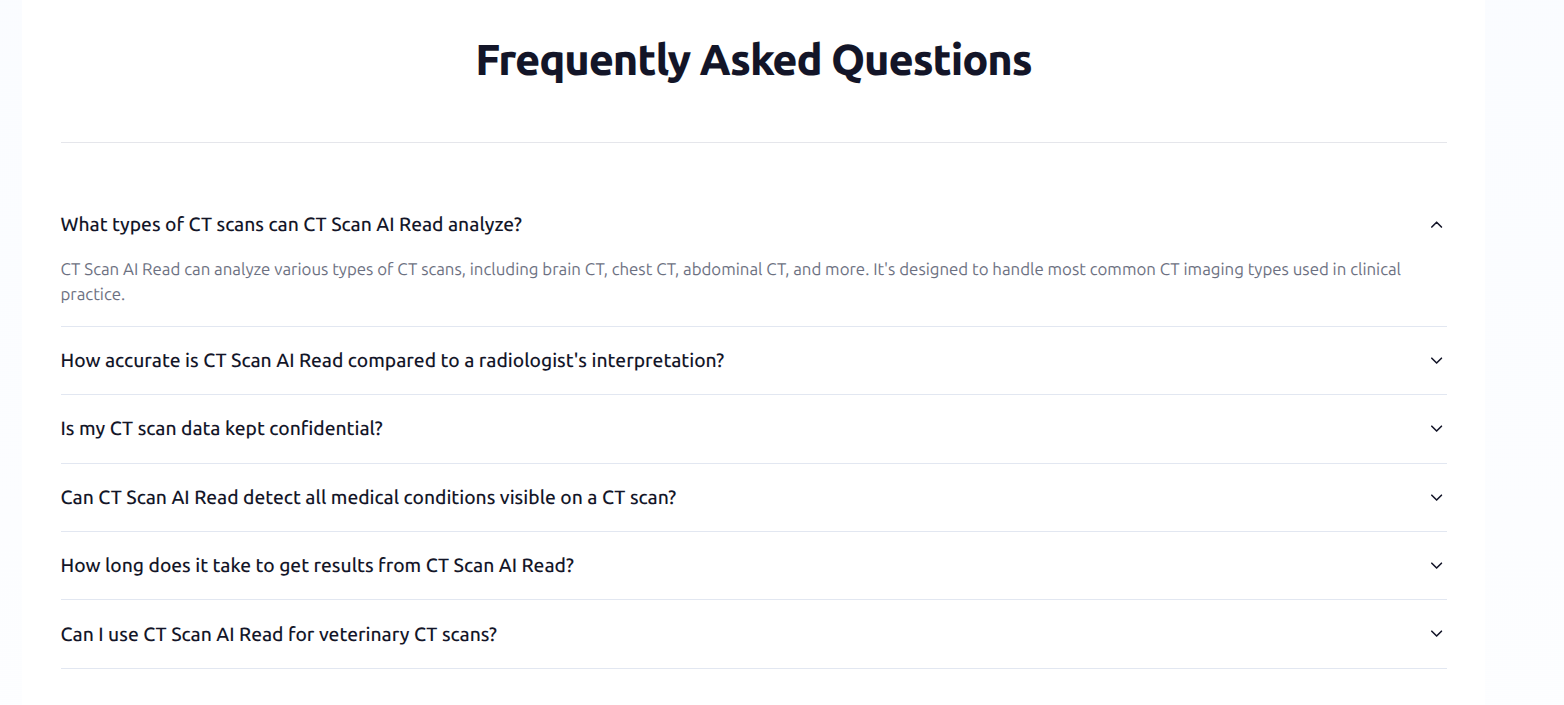 Frequently Asked Questions
What types of CT scans can CT Scan AI Read analyze?
CT Scan AI Read can analyze various types of CT scans, including brain CT, chest CT, abdominal CT, and more. It's designed to handle most common CT imaging types used in clinical
practice.
How accurate is CT Scan AI Read compared to a radiologist's interpretation?
Is my CT scan data kept confidential?
Can CT Scan AI Read detect all medical conditions visible on a CT scan?
How long does it take to get results from CT Scan AI Read?
Can I use CT Scan AI Read for veterinary CT scans?